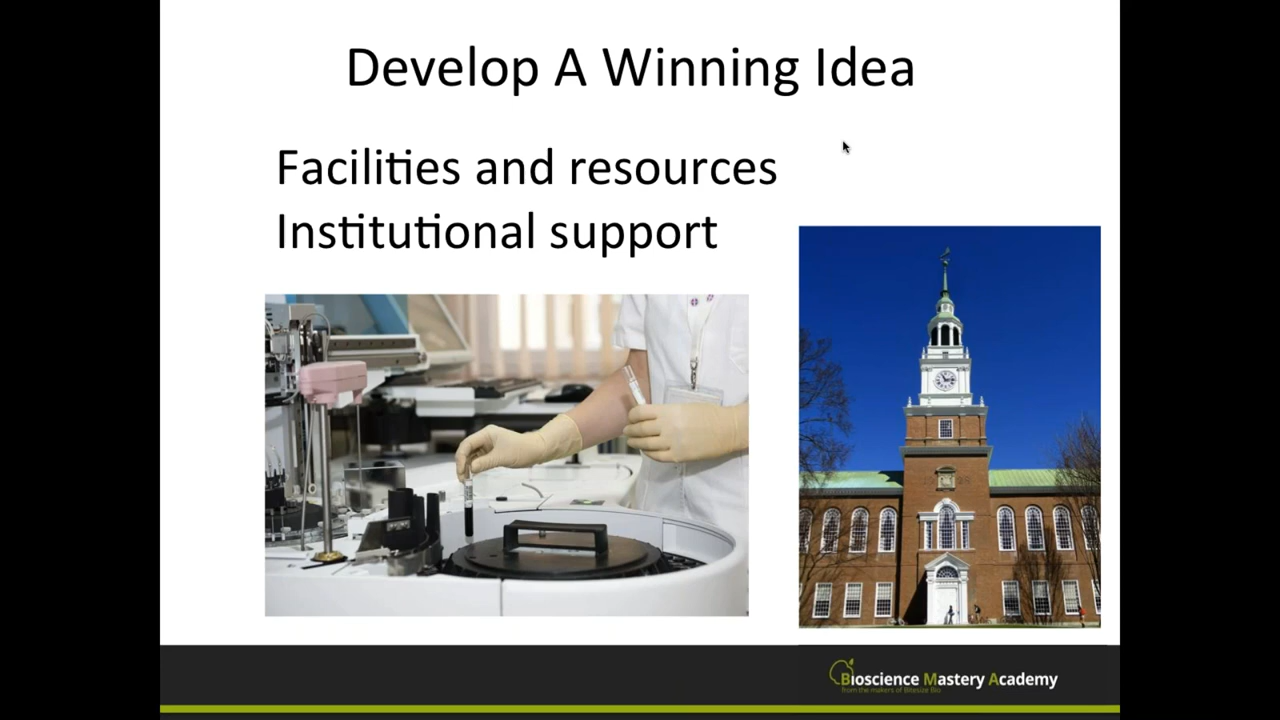 Develop A Winning Idea
Facilities and resources
Institutional support
Bioscience Mastery Academy
from the makers of Bitesize Bio